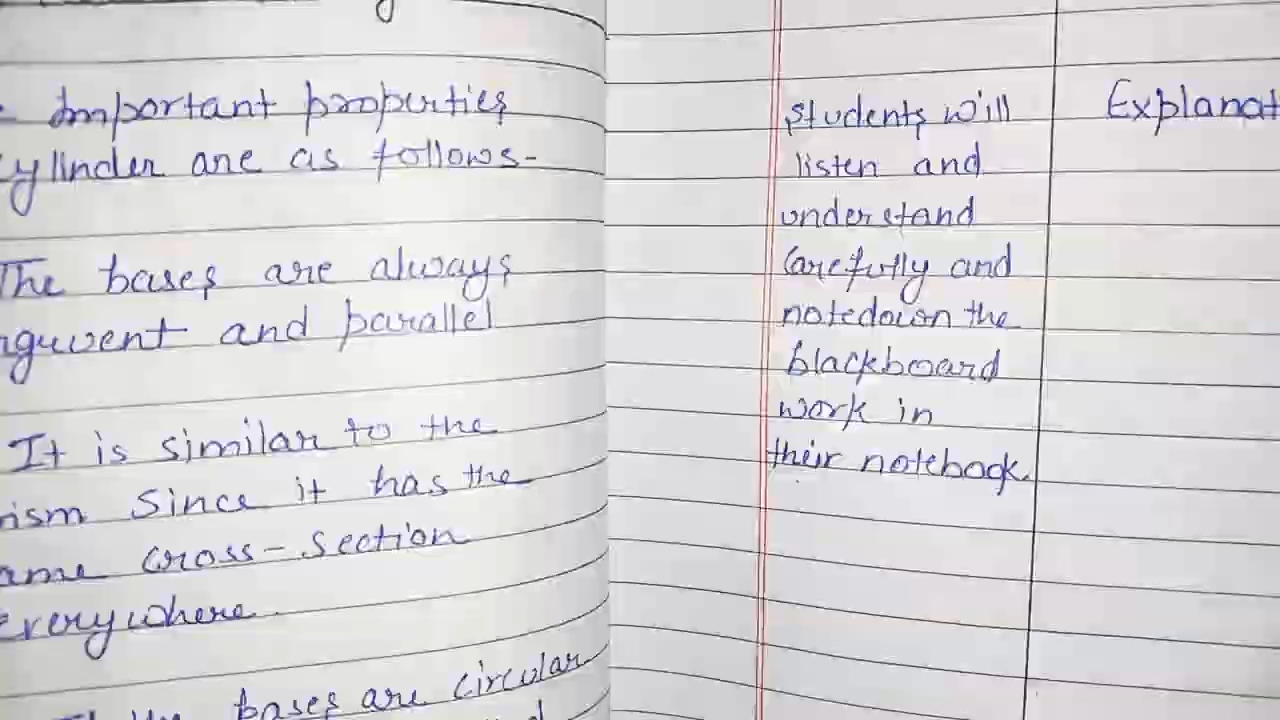 Important properties
ylinder are as follows-
The bases are always
nguvent and parallel
It is similar to the
rism Since it has the
ame cross-section
Everywhere.
bases are circular
Students will
listen and
understand
Carefully and
notedown the
blackboard
work in
their notebook.
Explanat